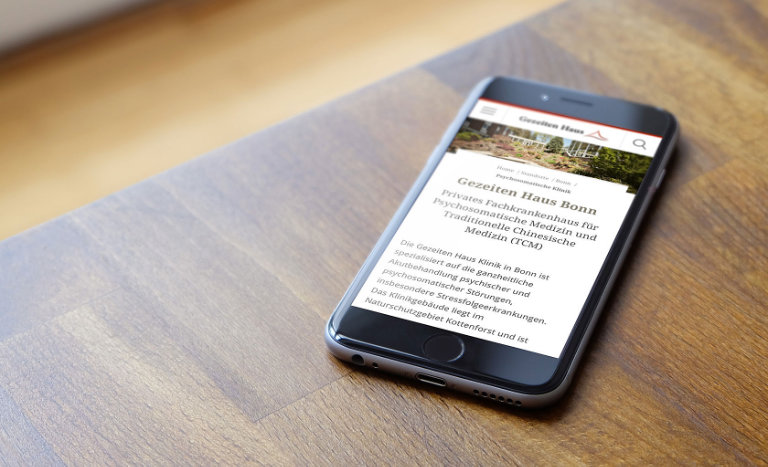 Gezeiten Haus
Home / Standorte / Bonn /
Psychosomatische Klinik
Gezeiten Haus Bonn
Privates Fachkrankenhaus für
Psychosomatische Medizin und
Traditionelle Chinesische
Medizin (TCM)
Die Gezeiten Haus Klinik in Bonn ist
spezialisiert auf die ganzheitliche
Akutbehandlung psychischer und
psychosomatischer Störungen,
insbesondere Stressfolgeerkrankungen.
Das Klinikgebäude liegt im
Naturschutzgebiet Kottenforst und ist